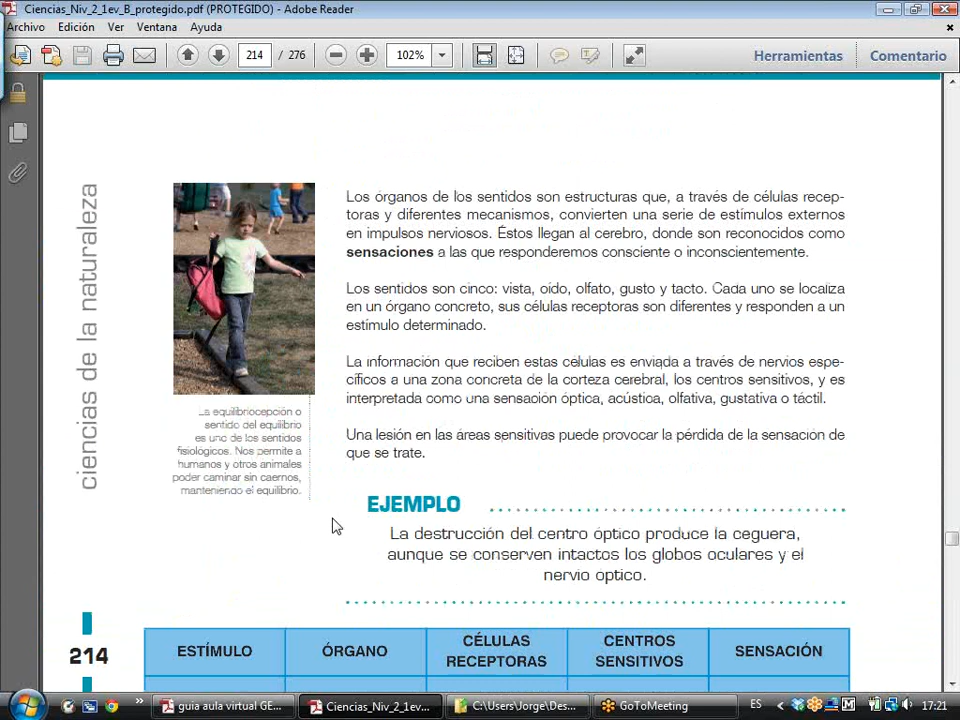 Ciencias_Niv_2_1ev_B_protegido.pdf (PROTEGIDO) - Adobe Reader
Archivo Edición Ver Ventana Ayuda
214 / 276 102% Herramientas Comentario
ciencias de la naturaleza
Los órganos de los sentidos son estructuras que, a través de células recep-
toras y diferentes mecanismos, convierten una serie de estímulos externos
en impulsos nerviosos. Éstos llegan al cerebro, donde son reconocidos como
sensaciones a las que responderemos consciente o inconscientemente.
Los sentidos son cinco: vista, oído, olfato, gusto y tacto. Cada uno se localiza
en un órgano concreto, sus células receptoras son diferentes y responden a un
estímulo determinado.
La información que reciben estas células es enviada a través de nervios espe-
cíficos a una zona concreta de la corteza cerebral, los centros sensitivos, y es
interpretada como una sensación óptica, acústica, olfativa, gustativa o táctil.
Una lesión en las áreas sensitivas puede provocar la pérdida de la sensación de
que se trate.
La equilibriocepción o
sentido del equilibrio
es uno de los sentidos
fisiológicos. Nos permite a
humanos y otros animales
poder caminar sin caernos,
manteniendo el equilibrio.
EJEMPLO
La destrucción del centro óptico produce la ceguera,
aunque se conserven intactos los globos oculares y el
nervio óptico.
214
ESTÍMULO
ÓRGANO
CÉLULAS
RECEPTORAS
CENTROS
SENSITIVOS
SENSACIÓN
guia aula virtual GE... Ciencias_Niv_2_1ev... C:\Users\Jorge\Des... GoToMeeting ES 17:21